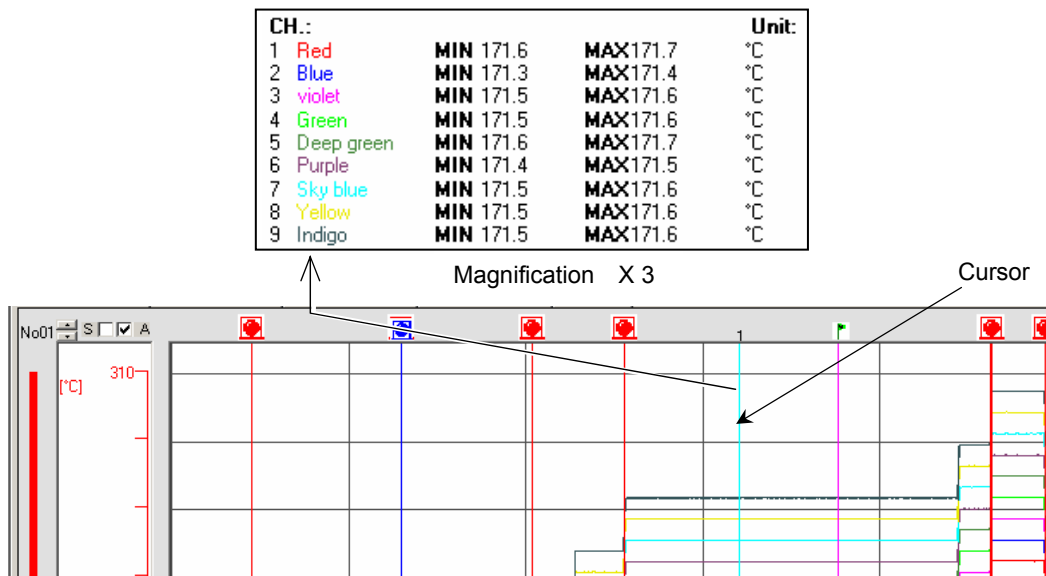 CH.: Unit:
1 Red MIN 171.6 MAX171.7 °C
2 Blue MIN 171.3 MAX171.4 °C
3 violet MIN 171.5 MAX171.6 °C
4 Green MIN 171.5 MAX171.6 °C
5 Deep green MIN 171.6 MAX171.7 °C
6 Purple MIN 171.4 MAX171.5 °C
7 Sky blue MIN 171.5 MAX171.6 °C
8 Yellow MIN 171.5 MAX171.6 °C
9 Indigo MIN 171.5 MAX171.6 °C
Magnification X 3
Cursor
No01 S A
1
310
[°C]